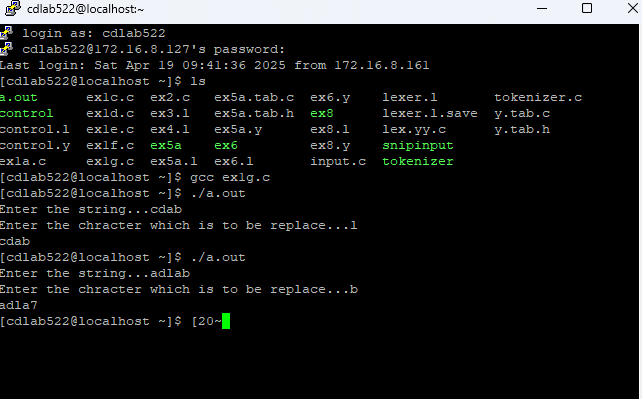 cdlab522@localhost:~
login as: cdlab522
cdlab522@172.16.8.127's password:
Last login: Sat Apr 19 09:41:36 2025 from 172.16.8.161
[cdlab522@localhost ~]$ ls
a.out ex1c.c ex2.c ex5a.tab.c ex6.y lexer.l tokenizer.c
control ex1d.c ex3.l ex5a.tab.h ex8 lexer.l.save y.tab.c
control.l ex1e.c ex4.l ex5a.y ex8.l lex.yy.c y.tab.h
control.y ex1f.c ex5a ex6 ex8.y snipinput
ex1a.c ex1g.c ex5a.l ex6.l input.c tokenizer
[cdlab522@localhost ~]$ gcc ex1g.c
[cdlab522@localhost ~]$ ./a.out
Enter the string...cdab
Enter the chracter which is to be replace...l
cdab
[cdlab522@localhost ~]$ ./a.out
Enter the string...adlab
Enter the chracter which is to be replace...b
adla7
[cdlab522@localhost ~]$ [20~